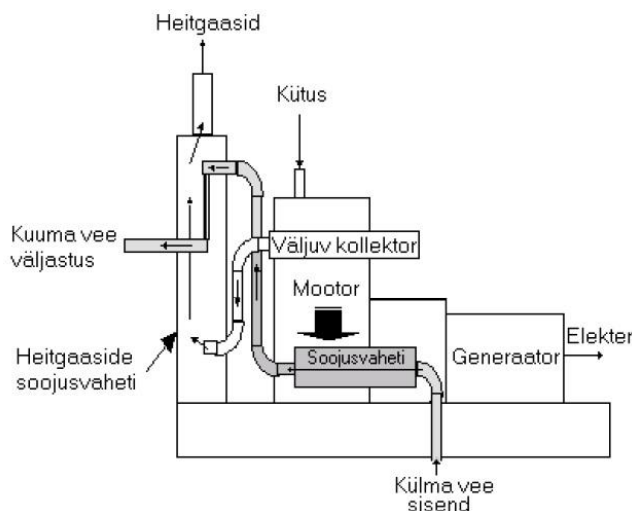 Heitgaasid
Kütus
Kuuma vee
väljastus
Väljuv kollektor
Mootor
Heitgaaside
soojusvaheti
Soojusvaheti
Generaator
Elekter
Külma vee
sisend